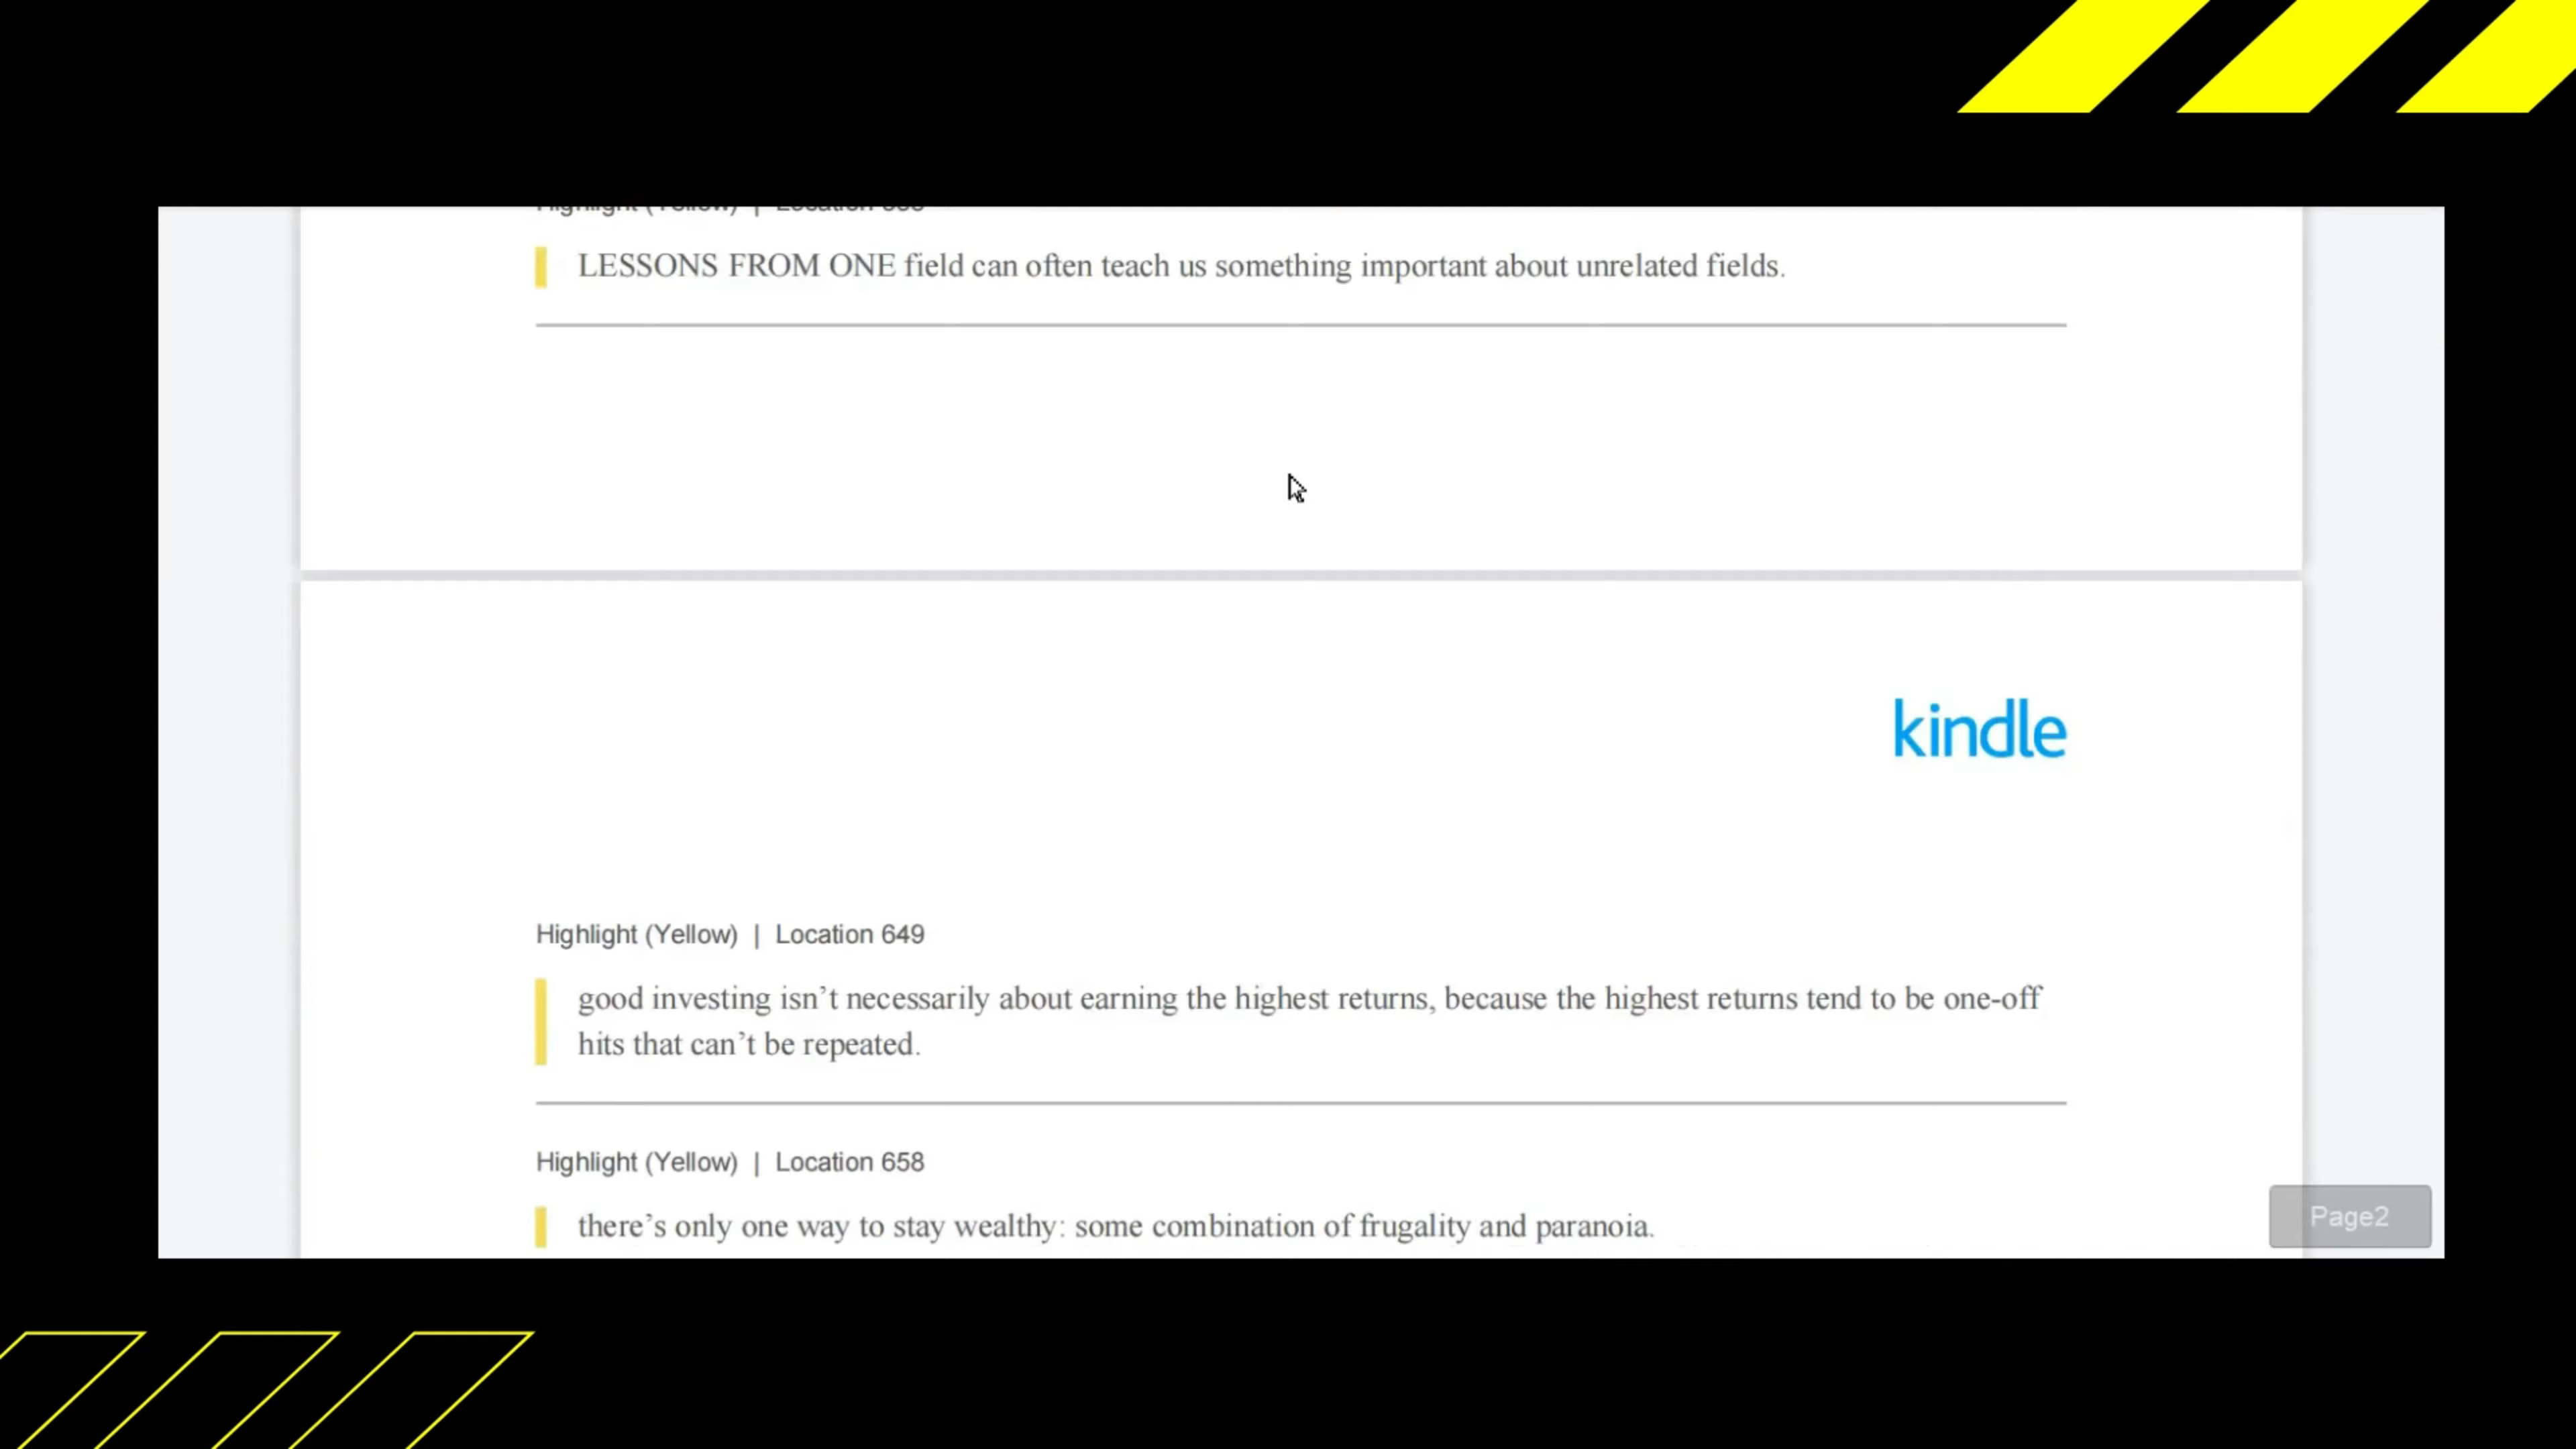 LESSONS FROM ONE field can often teach us something important about unrelated fields.
kindle
Highlight (Yellow) | Location 649
good investing isn’t necessarily about earning the highest returns, because the highest returns tend to be one-off
hits that can’t be repeated.
Highlight (Yellow) | Location 658
there’s only one way to stay wealthy: some combination of frugality and paranoia.
Page2